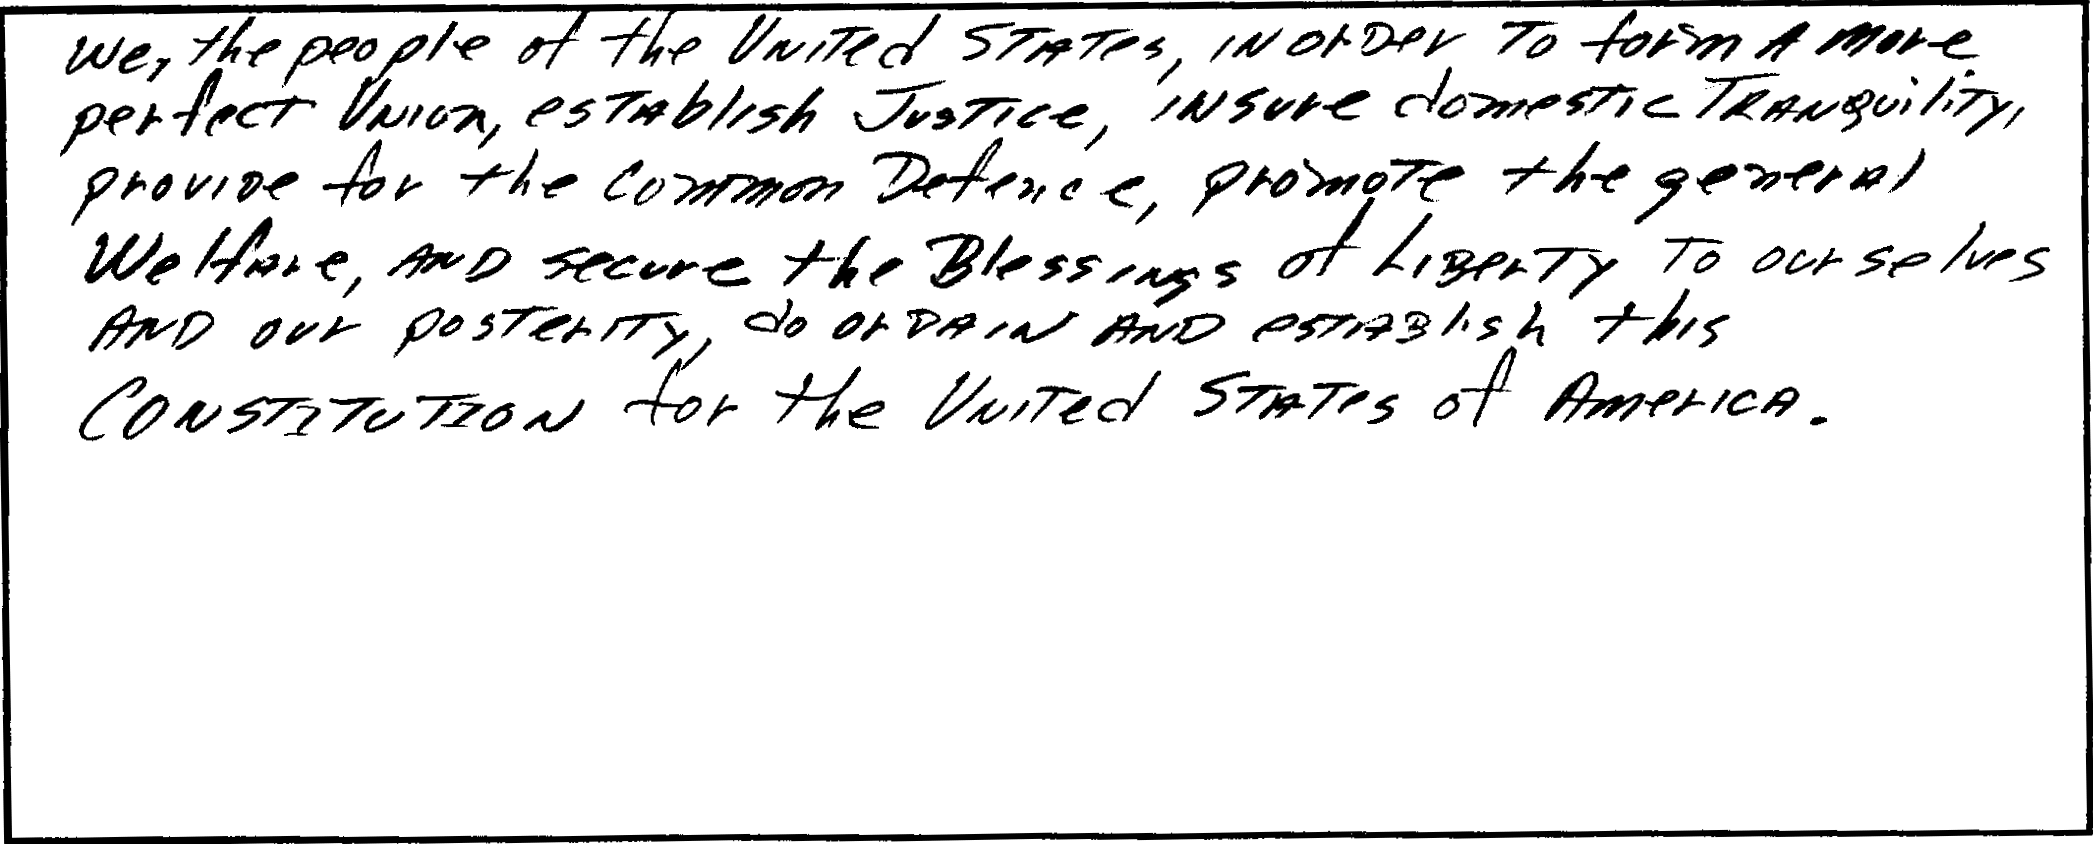 We, the people of the United States, in order to form a more
perfect Union, establish Justice, insure domestic Tranquility,
provide for the Common Defence, promote the general
Welfare, and secure the Blessings of Liberty to ourselves
and our posterity, do ordain and establish this
Constitution for the United States of America.